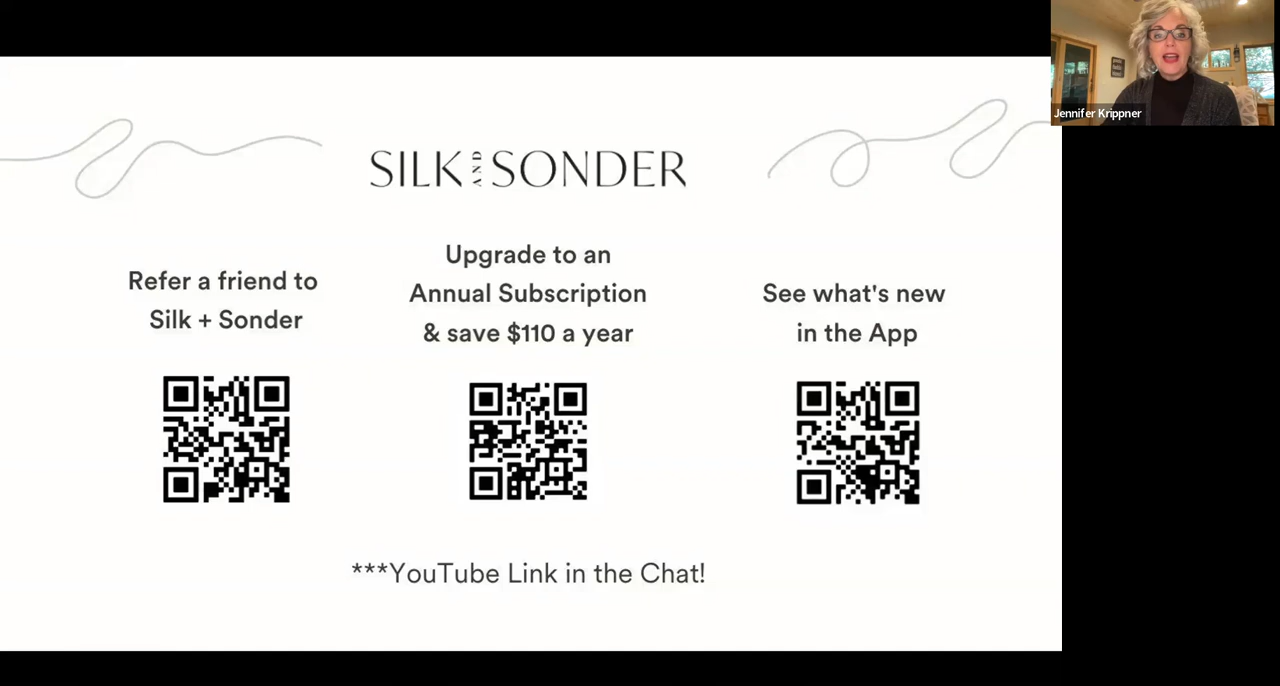 Jennifer Krippner
SILK AND SONDER
Refer a friend to
Silk + Sonder
Upgrade to an
Annual Subscription
& save $110 a year
See what's new
in the App
***YouTube Link in the Chat!